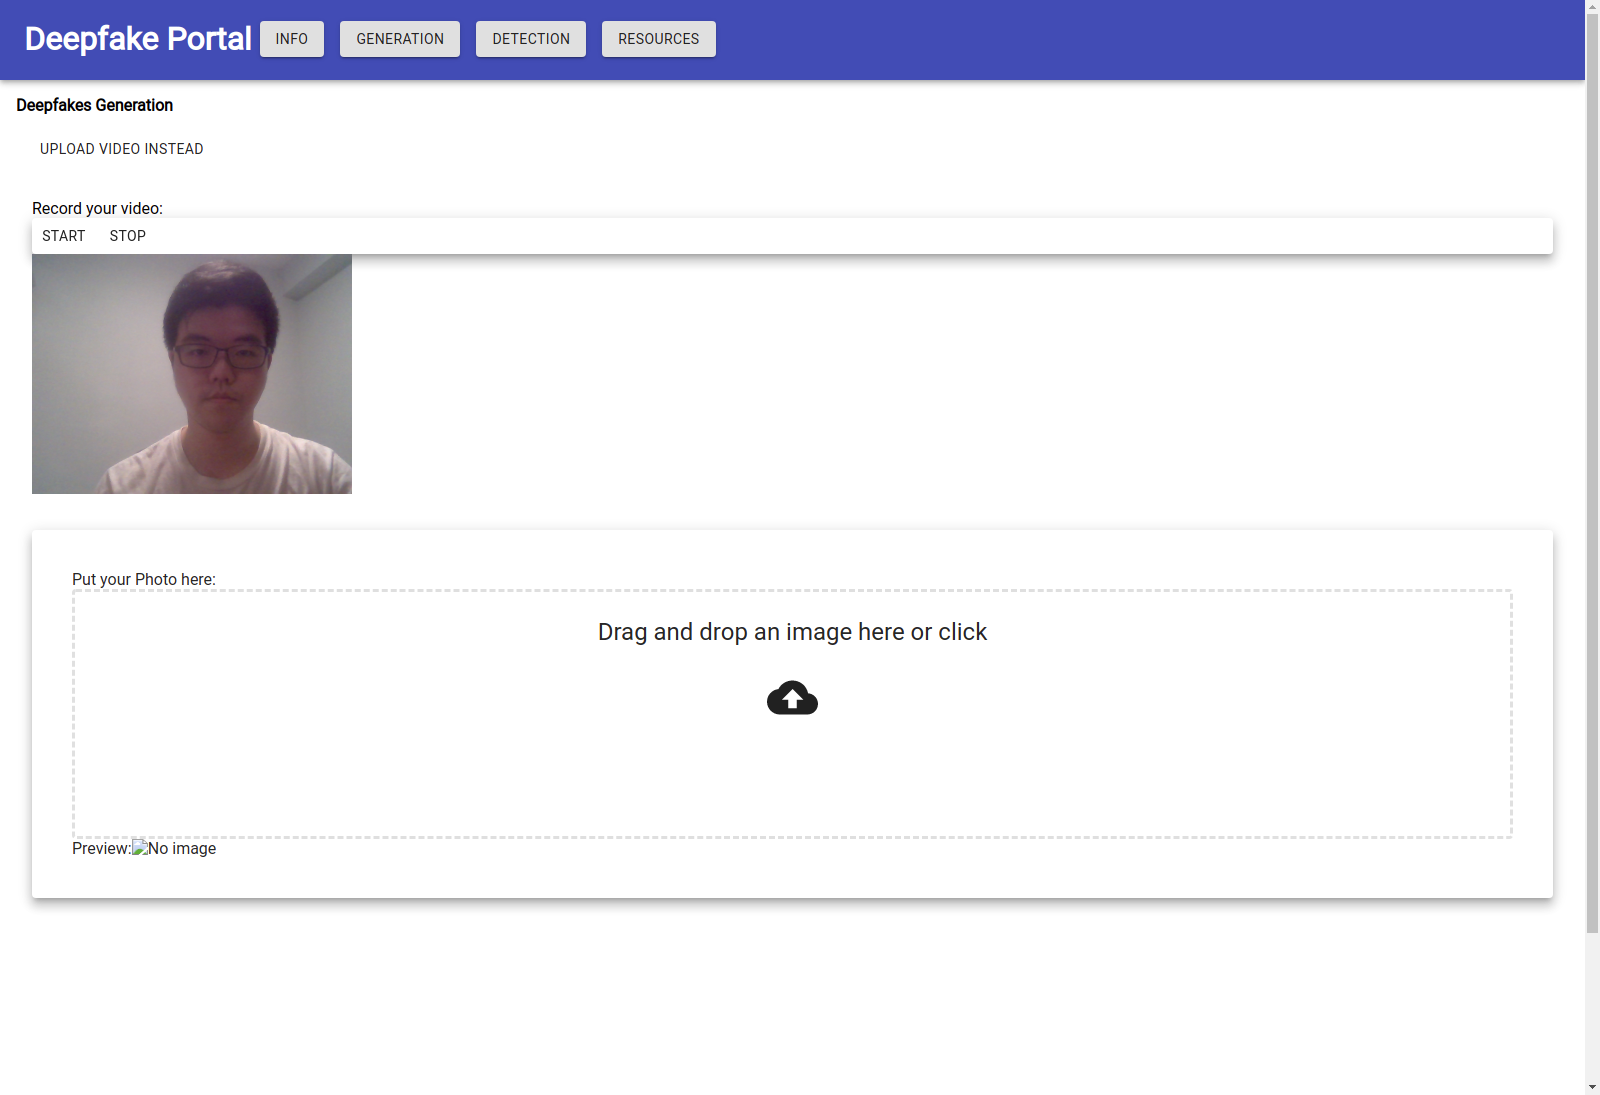 Deepfake Portal INFO GENERATION DETECTION RESOURCES
Deepfakes Generation
UPLOAD VIDEO INSTEAD
Record your video:
START STOP
Put your Photo here:
Drag and drop an image here or click
Preview: No image